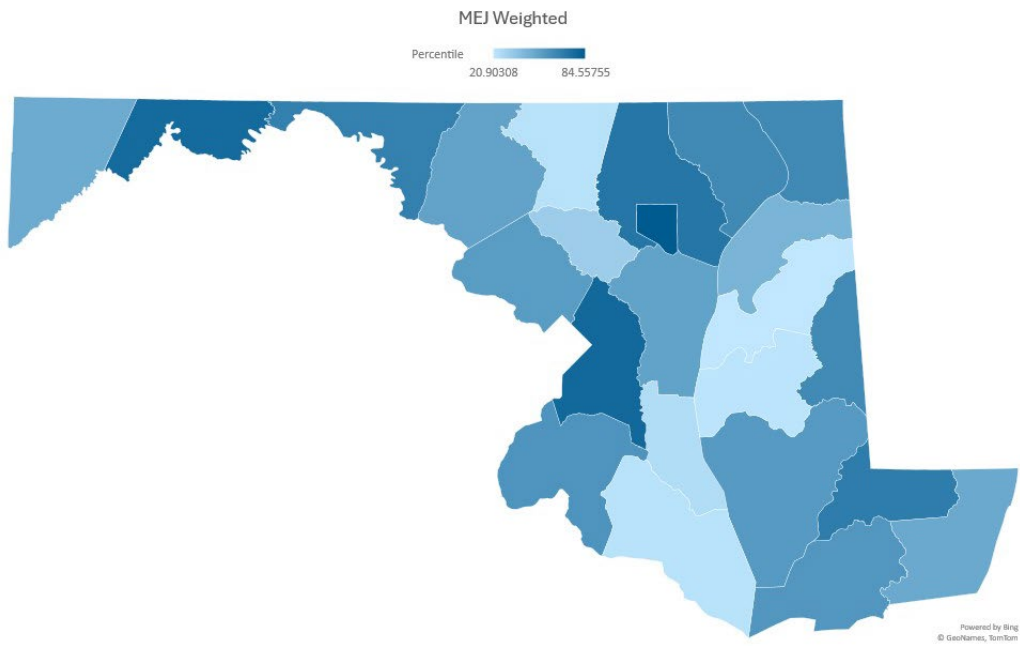 MEJ Weighted
Percentile
20.90308 84.55755
Powered by Bing
© GeoNames, TomTom